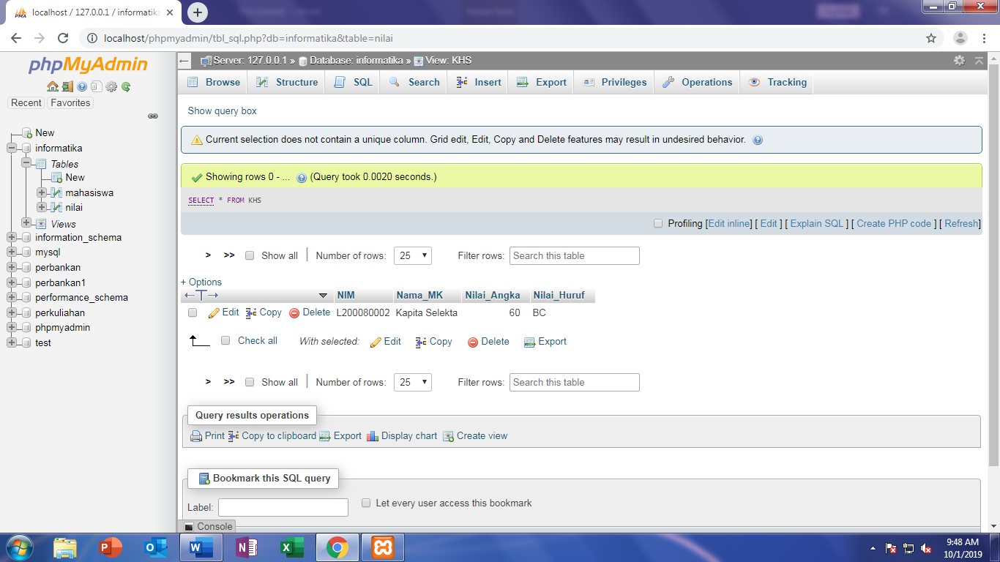 localhost / 127.0.0.1 / informatika
localhost/phpmyadmin/tbl_sql.php?db=informatika&table=nilai
phpMyAdmin
Recent Favorites
New
informatika
Tables
New
mahasiswa
nilai
Views
information_schema
mysql
perbankan
perbankan1
performance_schema
perkuliahan
phpmyadmin
test
Server: 127.0.0.1 » Database: informatika » View: KHS
Browse Structure SQL Search Insert Export Privileges Operations Tracking
Show query box
Current selection does not contain a unique column. Grid edit, Edit, Copy and Delete features may result in undesired behavior.
Showing rows 0 - ... (Query took 0.0020 seconds.)
SELECT * FROM KHS
Profiling [Edit inline] [ Edit ] [ Explain SQL ] [ Create PHP code ] [ Refresh]
> >> Show all | Number of rows: 25 Filter rows: Search this table
+ Options
←T→ NIM Nama_MK Nilai_Angka Nilai_Huruf
Edit Copy Delete L200080002 Kapita Selekta 60 BC
Check all With selected: Edit Copy Delete Export
> >> Show all | Number of rows: 25 Filter rows: Search this table
Query results operations
Print Copy to clipboard Export Display chart Create view
Bookmark this SQL query
Label: Let every user access this bookmark
Console
9:48 AM
10/1/2019